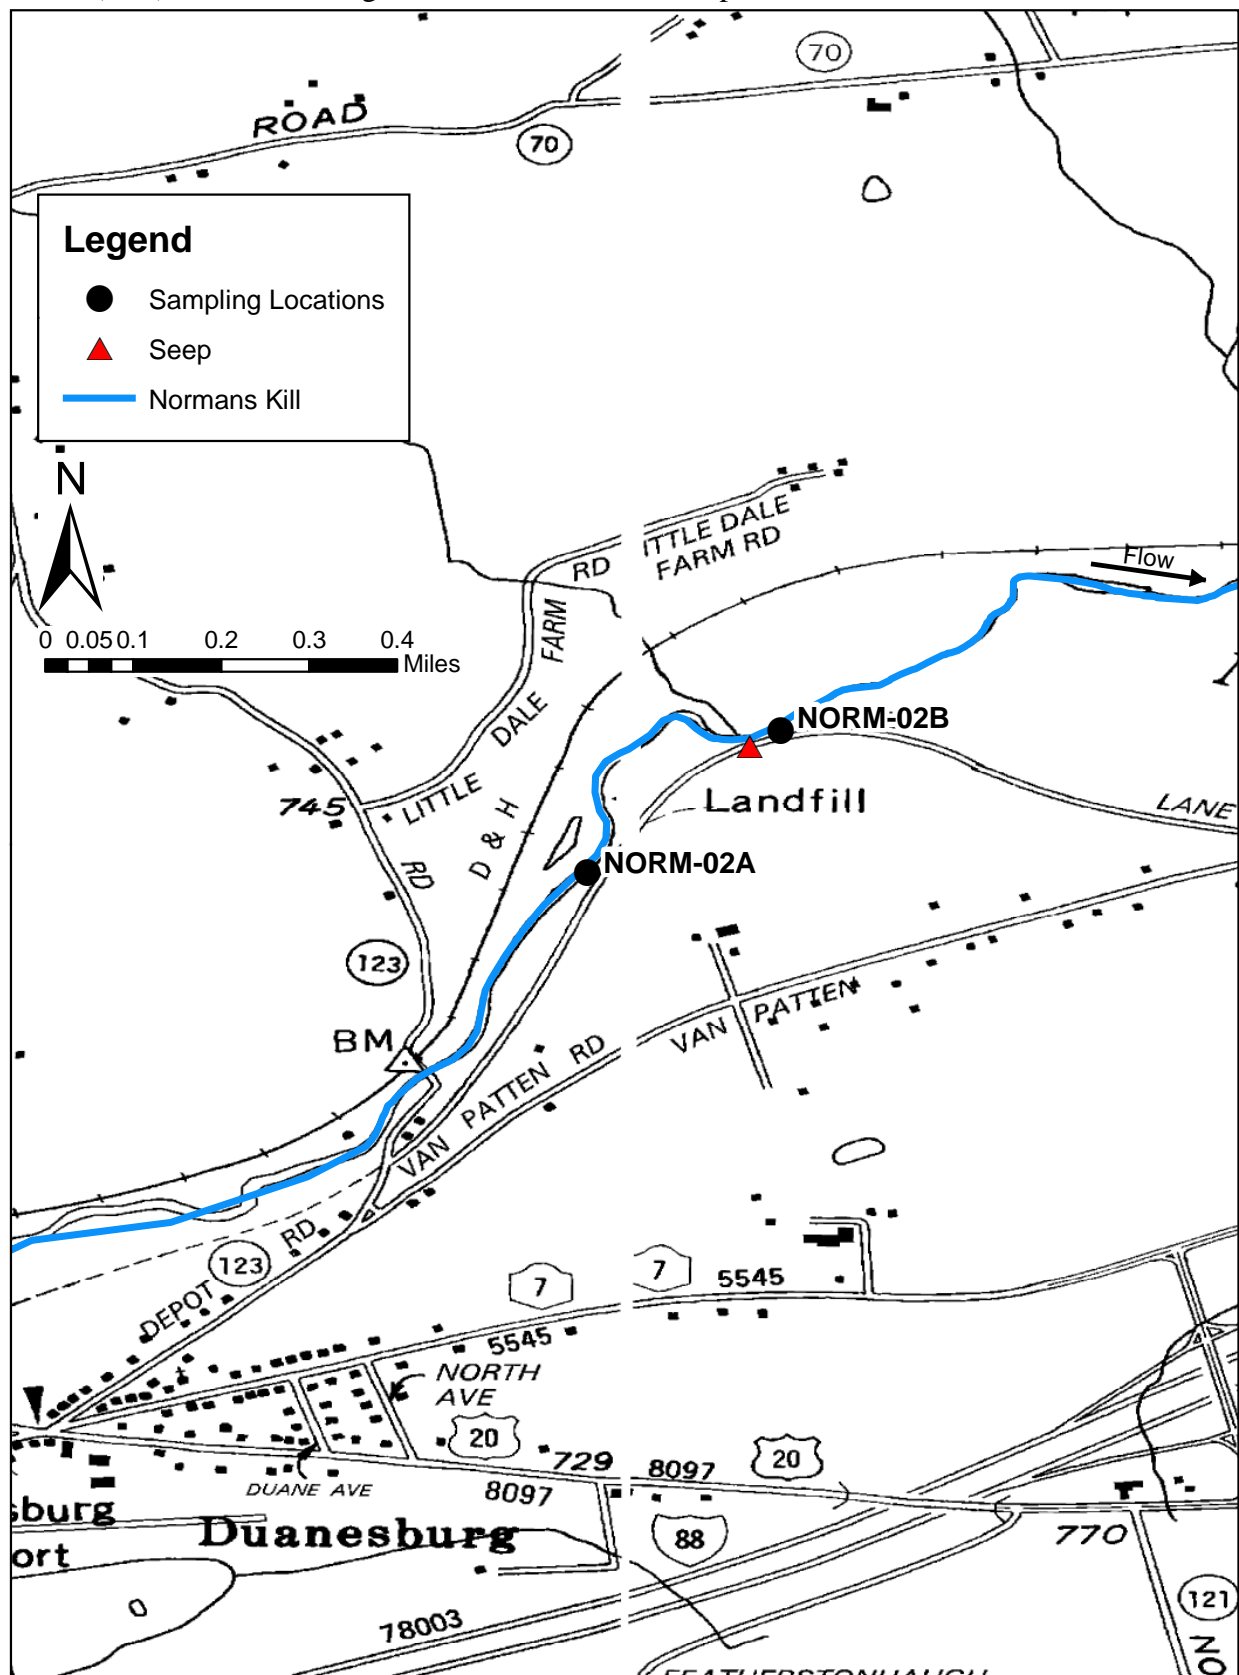 70
ROAD
70
Legend
Sampling Locations
Seep
Normans Kill
N
0 0.05 0.1 0.2 0.3 0.4
Miles
ITTLE DALE
FARM RD
RD
FARM
DALE
LITTLE
Flow
NORM-02B
Landfill
LANE
745
D & H
RD
NORM-02A
123
BM
VAN PATTEN
VAN PATTEN RD
DEPOT RD
123
7
7
5545
5545
NORTH
AVE
20
20
729
8097
8097
DUANE AVE
sburg
ort
Duanesburg
88
770
0
78003
121
NO